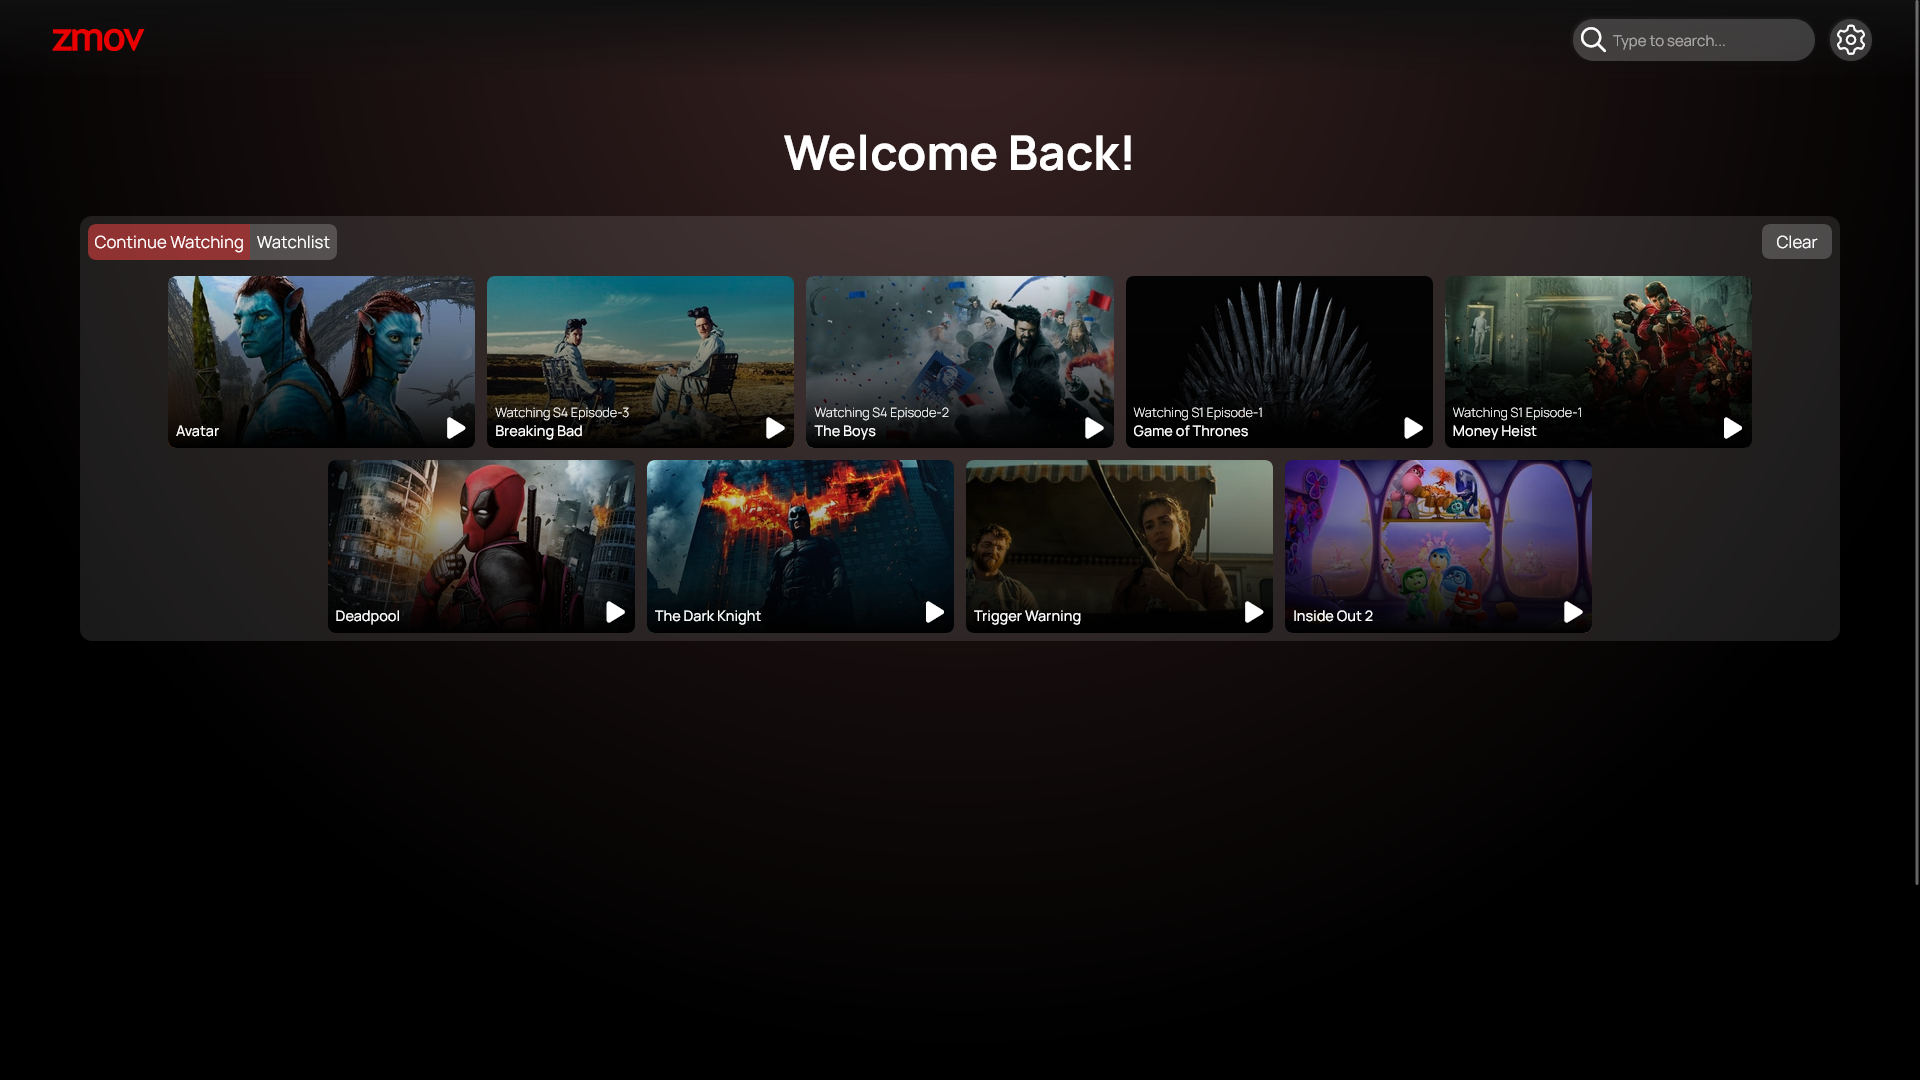 zmov
Type to search...
Welcome Back!
Continue Watching
Watchlist
Clear
Avatar
Watching S4 Episode-3
Breaking Bad
Watching S4 Episode-2
The Boys
Watching S1 Episode-1
Game of Thrones
Watching S1 Episode-1
Money Heist
Deadpool
The Dark Knight
Trigger Warning
Inside Out 2